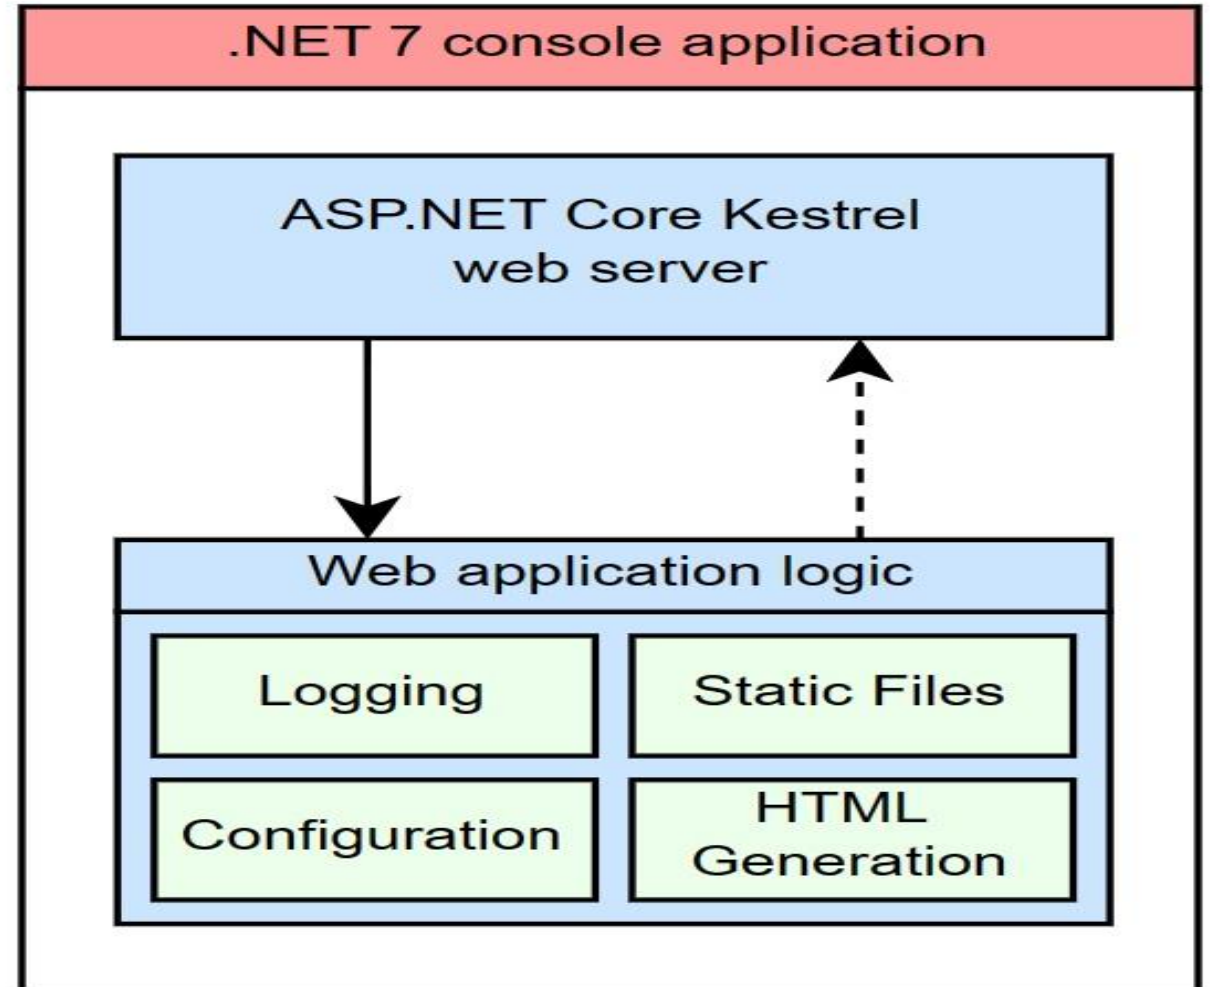 .NET 7 console application
ASP.NET Core Kestrel
web server
Web application logic
Logging
Static Files
Configuration
HTML
Generation